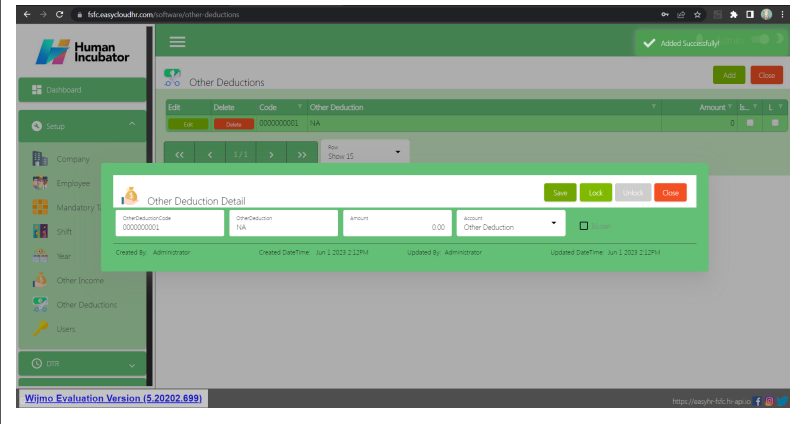 fsfc.easycloudhr.com/software/other-deductions
Human
Incubator
Added Successfully!
Other Deductions
Add
Close
Dashboard
Edit
Delete
Code
Other Deduction
Amount
Is...
L
Edit
Delete
0000000001
NA
0
Setup
<<
<
1 / 1
>
>>
Row
Show 15
Company
Employee
Mandatory T
Shift
Year
Other Income
Other Deductions
Users
DTR
Other Deduction Detail
Save
Lock
Unlock
Close
OtherDeductionCode
0000000001
OtherDeduction
NA
Amount
0.00
Account
Other Deduction
Created By: Administrator
Created DateTime: Jun 1 2023 2:12PM
Updated By: Administrator
Updated DateTime: Jun 1 2023 2:12PM
Wijmo Evaluation Version (5.20202.699)
https://easyhr-fsfc.hi-api.io